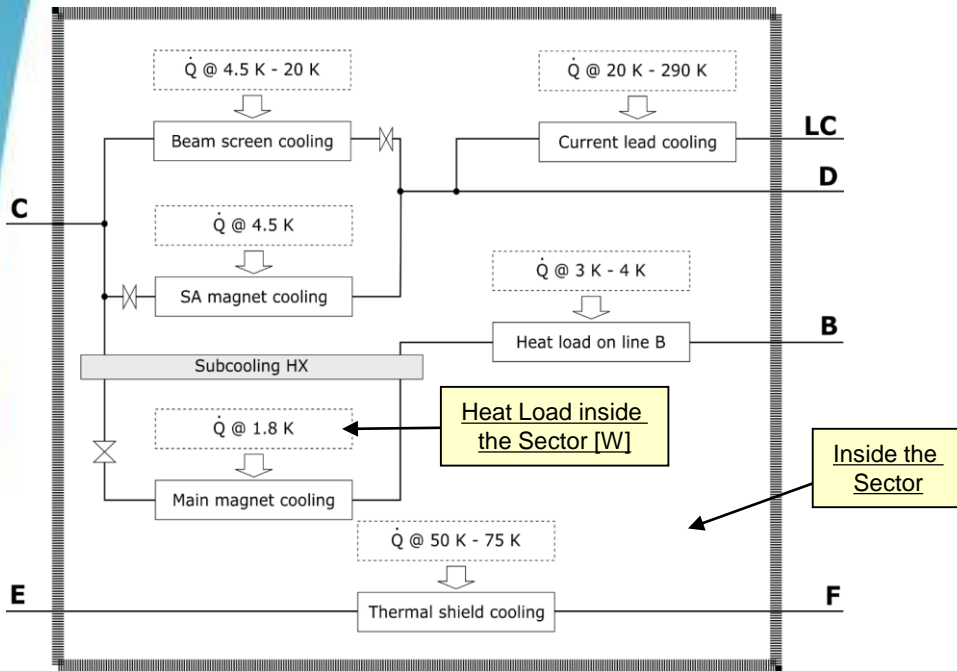 Q̇ @ 4.5 K - 20 K
Q̇ @ 20 K - 290 K
Beam screen cooling
Current lead cooling
LC
D
C
Q̇ @ 4.5 K
SA magnet cooling
Q̇ @ 3 K - 4 K
Heat load on line B
B
Subcooling HX
Q̇ @ 1.8 K
Heat Load inside
the Sector [W]
Main magnet cooling
Inside the
Sector
Q̇ @ 50 K - 75 K
E
Thermal shield cooling
F